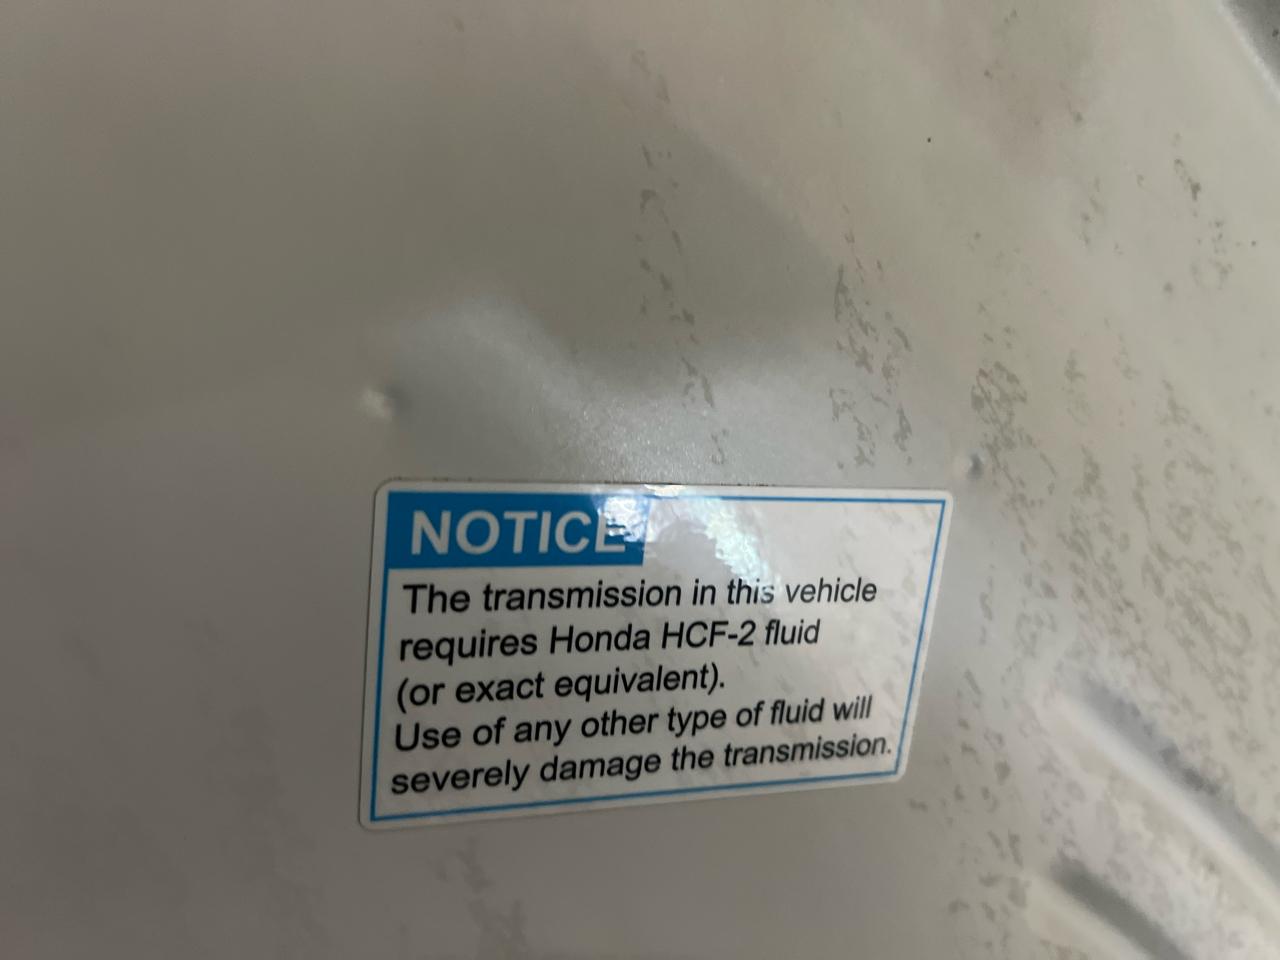 NOTICE
The transmission in this vehicle
requires Honda HCF-2 fluid
(or exact equivalent).
Use of any other type of fluid will
severely damage the transmission.